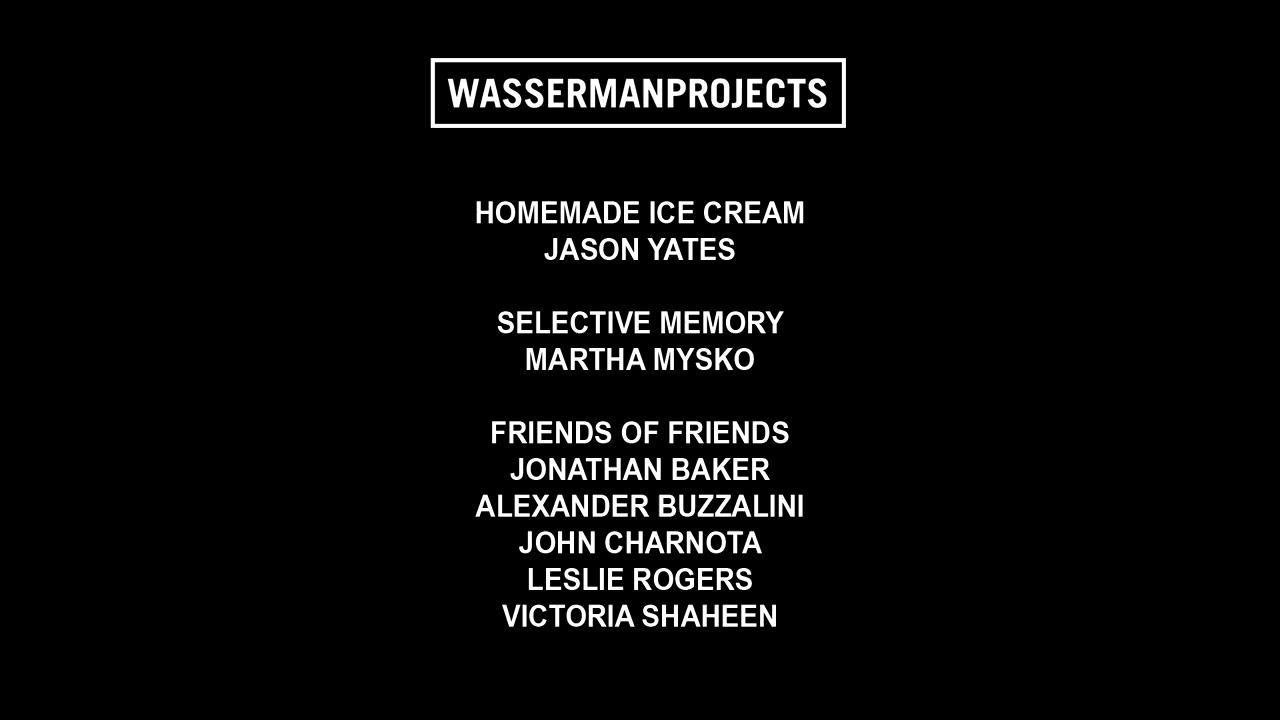 WASSERMANPROJECTS
HOMEMADE ICE CREAM
JASON YATES
SELECTIVE MEMORY
MARTHA MYSKO
FRIENDS OF FRIENDS
JONATHAN BAKER
ALEXANDER BUZZALINI
JOHN CHARNOTA
LESLIE ROGERS
VICTORIA SHAHEEN